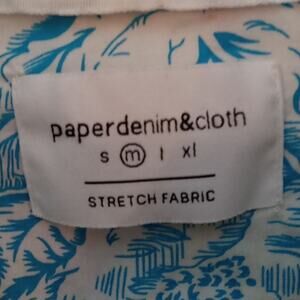 paperdenim&cloth
s m l xl
STRETCH FABRIC